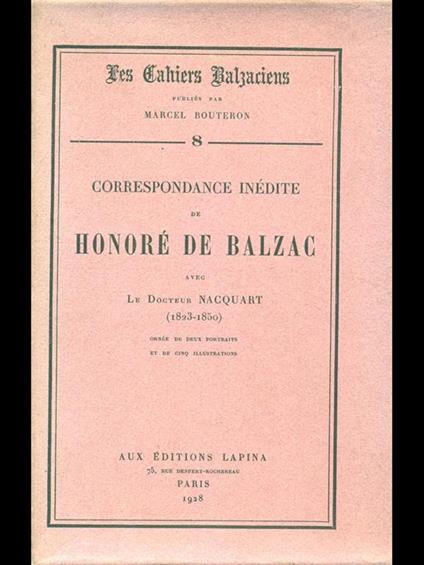 Les Cahiers Balzaciens
PUBLIÉS PAR
MARCEL BOUTERON
8
CORRESPONDANCE INÉDITE
DE
HONORÉ DE BALZAC
AVEC
LE DOCTEUR NACQUART
(1823-1850)
ORNÉE DE DEUX PORTRAITS
ET DE CINQ ILLUSTRATIONS
AUX ÉDITIONS LAPINA
75, RUE DENFERT-ROCHEREAU
PARIS
1928